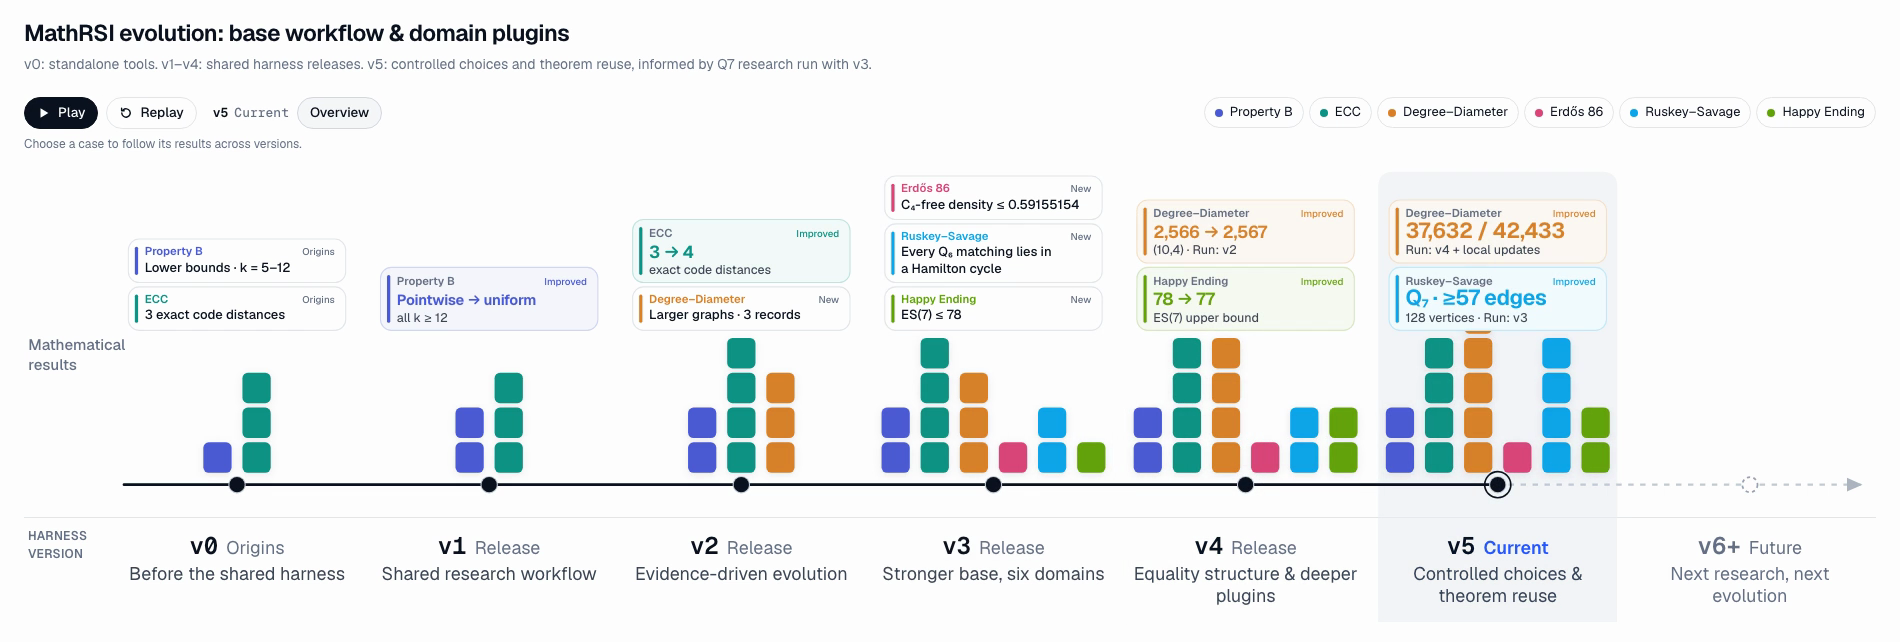 MathRSI evolution: base workflow & domain plugins
v0: standalone tools. v1–v4: shared harness releases. v5: controlled choices and theorem reuse, informed by Q7 research run with v3.
Play
Replay
v5 Current
Overview
Property B
ECC
Degree–Diameter
Erdős 86
Ruskey–Savage
Happy Ending
Choose a case to follow its results across versions.
Mathematical
results
Property B Origins
Lower bounds · k = 5–12
ECC Origins
3 exact code distances
Property B Improved
Pointwise → uniform
all k ≥ 12
ECC Improved
3 → 4
exact code distances
Degree–Diameter New
Larger graphs · 3 records
Erdős 86 New
C₄-free density ≤ 0.59155154
Ruskey–Savage New
Every Q₆ matching lies in
a Hamilton cycle
Happy Ending New
ES(7) ≤ 78
Degree–Diameter Improved
2,566 → 2,567
(10,4) · Run: v2
Happy Ending Improved
78 → 77
ES(7) upper bound
Degree–Diameter Improved
37,632 / 42,433
Run: v4 + local updates
Ruskey–Savage Improved
Q₇ · ≥57 edges
128 vertices · Run: v3
HARNESS
VERSION
v0 Origins
Before the shared harness
v1 Release
Shared research workflow
v2 Release
Evidence-driven evolution
v3 Release
Stronger base, six domains
v4 Release
Equality structure & deeper
plugins
v5 Current
Controlled choices &
theorem reuse
v6+ Future
Next research, next
evolution